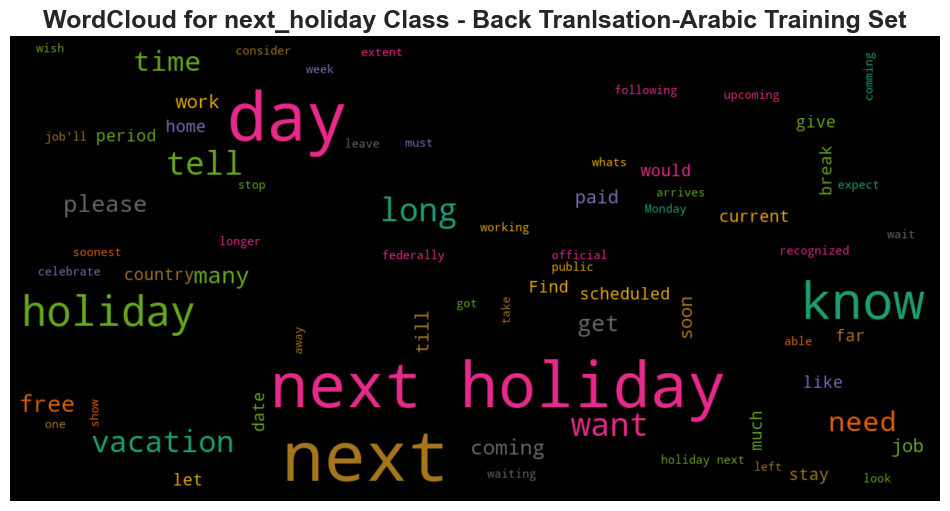 WordCloud for next_holiday Class - Back Tranlsation-Arabic Training Set
wish
consider
extent
time
week
comming
following
upcoming
work
day
home
job'll
period
leave
must
give
break
tell
whats
would
stop
expect
please
long
paid
arrives
Monday
current
working
wait
longer
soonest
federally
official
public
recognized
celebrate
country
many
Find
scheduled
holiday
got
take
soon
know
get
till
away
able
far
next holiday
like
free
one
show
date
want
much
need
vacation
next
coming
job
holiday next
left
stay
let
waiting
look